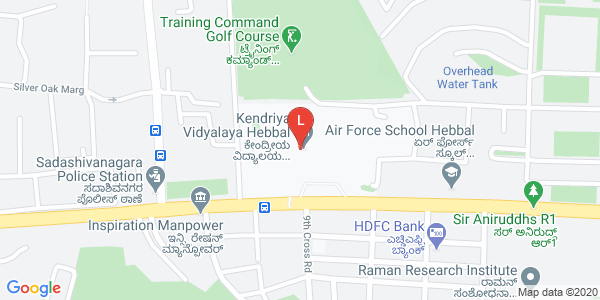 Training Command
Golf Course
ಟ್ರೈನಿಂಗ್
ಕಮ್ಯಾಂಡ್...
Overhead
Water Tank
Silver Oak Marg
Kendriya
Vidyalaya Hebbal
ಕೇಂದ್ರೀಯ
ವಿದ್ಯಾಲಯ...
L
Air Force School Hebbal
ಏರ್ ಫೋರ್ಸ್
ಸ್ಕೂಲ್...
Sadashivanagara
Police Station
ಸದಾಶಿವನಗರ
ಪೊಲೀಸ್ ಠಾಣೆ
Inspiration Manpower
ಇನ್ಸಿರೇಷನ್
ಮ್ಯಾನ್ಪೋವರ್
9th Cross Rd
HDFC Bank
ಎಚ್ಡಿಎಫ್ಸಿ
ಬ್ಯಾಂಕ್
Sir Aniruddhs R1
ಸರ್ ಅನಿರುದ್ಧ್
ಆರ್1
Raman Research Institute
ರಾಮನ್
ಸಂಶೋಧನಾ...
Google
Map data ©2020